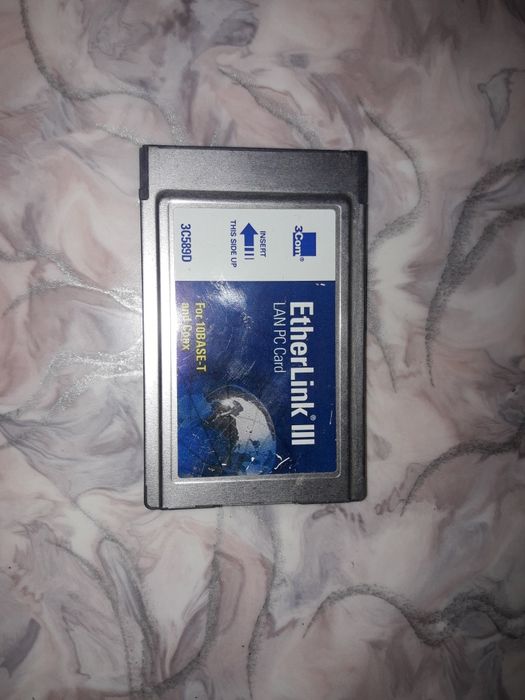 3Com®
INSERT
THIS SIDE UP
3C589D
EtherLink® III
LAN PC Card
For 10BASE-T
and Coax